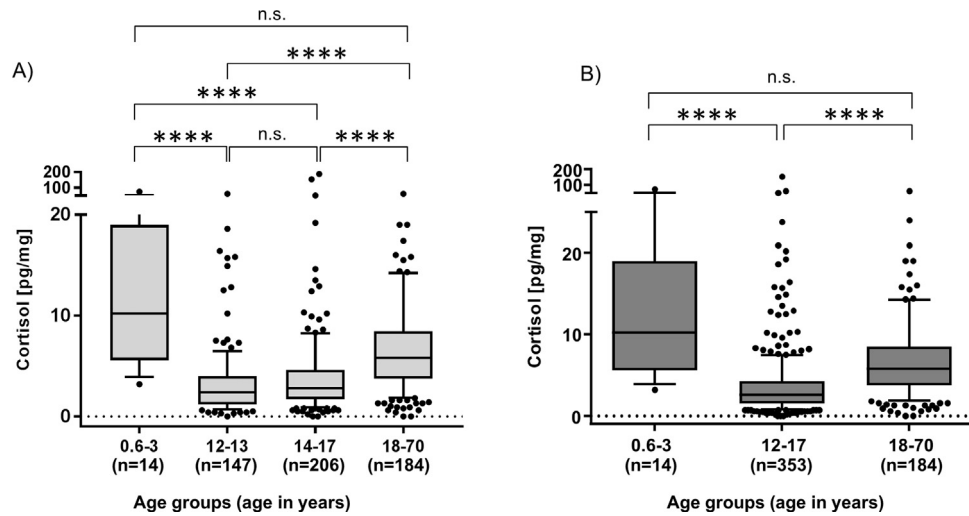 A)
n.s.
****
****
****
n.s.
****
Cortisol [pg/mg]
200
100
20
10
0
0.6-3
(n=14)
12-13
(n=147)
14-17
(n=206)
18-70
(n=184)
Age groups (age in years)
B)
n.s.
****
****
Cortisol [pg/mg]
200
100
20
10
0
0.6-3
(n=14)
12-17
(n=353)
18-70
(n=184)
Age groups (age in years)